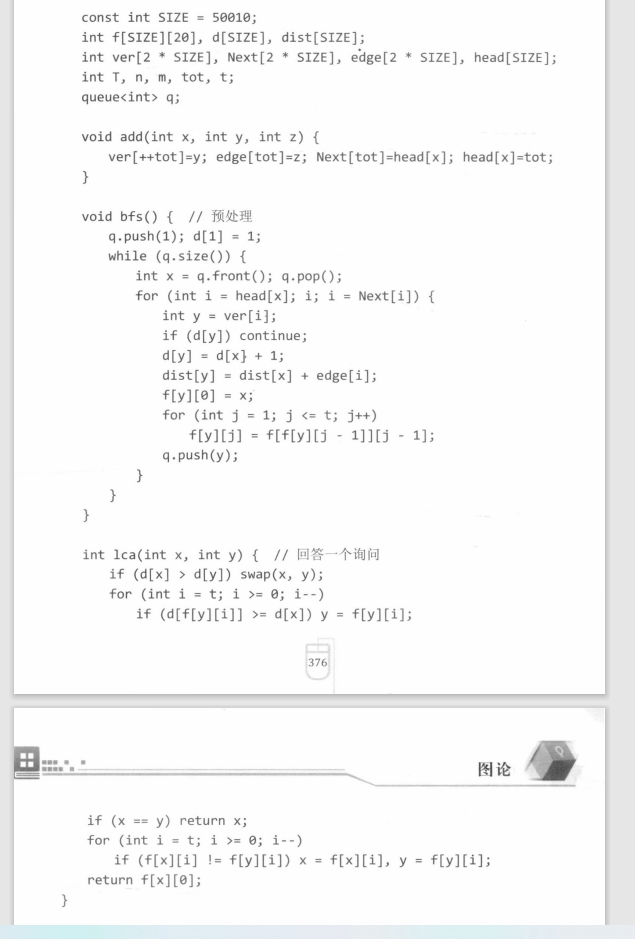 const int SIZE = 50010;
int f[SIZE][20], d[SIZE], dist[SIZE];
int ver[2 * SIZE], Next[2 * SIZE], edge[2 * SIZE], head[SIZE];
int T, n, m, tot, t;
queue<int> q;

void add(int x, int y, int z) {
    ver[++tot]=y; edge[tot]=z; Next[tot]=head[x]; head[x]=tot;
}

void bfs() {  // 预处理
    q.push(1); d[1] = 1;
    while (q.size()) {
        int x = q.front(); q.pop();
        for (int i = head[x]; i; i = Next[i]) {
            int y = ver[i];
            if (d[y]) continue;
            d[y] = d[x} + 1;
            dist[y] = dist[x] + edge[i];
            f[y][0] = x;
            for (int j = 1; j <= t; j++)
                f[y][j] = f[f[y][j - 1]][j - 1];
            q.push(y);
        }
    }
}

int lca(int x, int y) {  // 回答一个询问
    if (d[x] > d[y]) swap(x, y);
    for (int i = t; i >= 0; i--)
        if (d[f[y][i]] >= d[x]) y = f[y][i];
376
图论
    if (x == y) return x;
    for (int i = t; i >= 0; i--)
        if (f[x][i] != f[y][i]) x = f[x][i], y = f[y][i];
    return f[x][0];
}